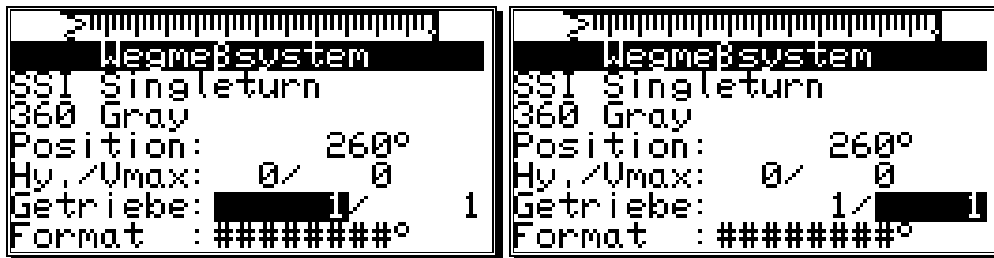 Wegmeßsystem
SSI Singleturn
360 Gray
Position: 260°
Hy./Vmax: 0/ 0
Getriebe: 1/ 1
Format :########°
Wegmeßsystem
SSI Singleturn
360 Gray
Position: 260°
Hy./Vmax: 0/ 0
Getriebe: 1/ 1
Format :########°